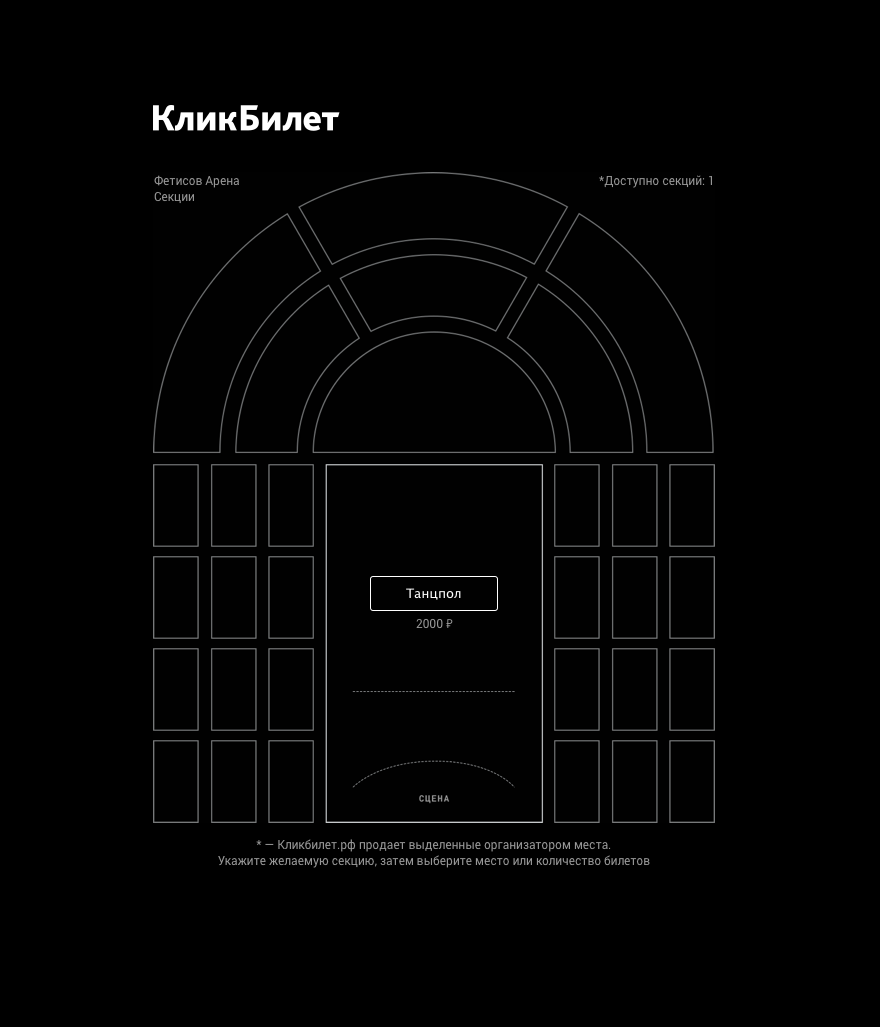 КликБилет
Фетисов Арена
Секции
*Доступно секций: 1
Танцпол
2000 ₽
СЦЕНА
* — Кликбилет.рф продает выделенные организатором места.
Укажите желаемую секцию, затем выберите место или количество билетов